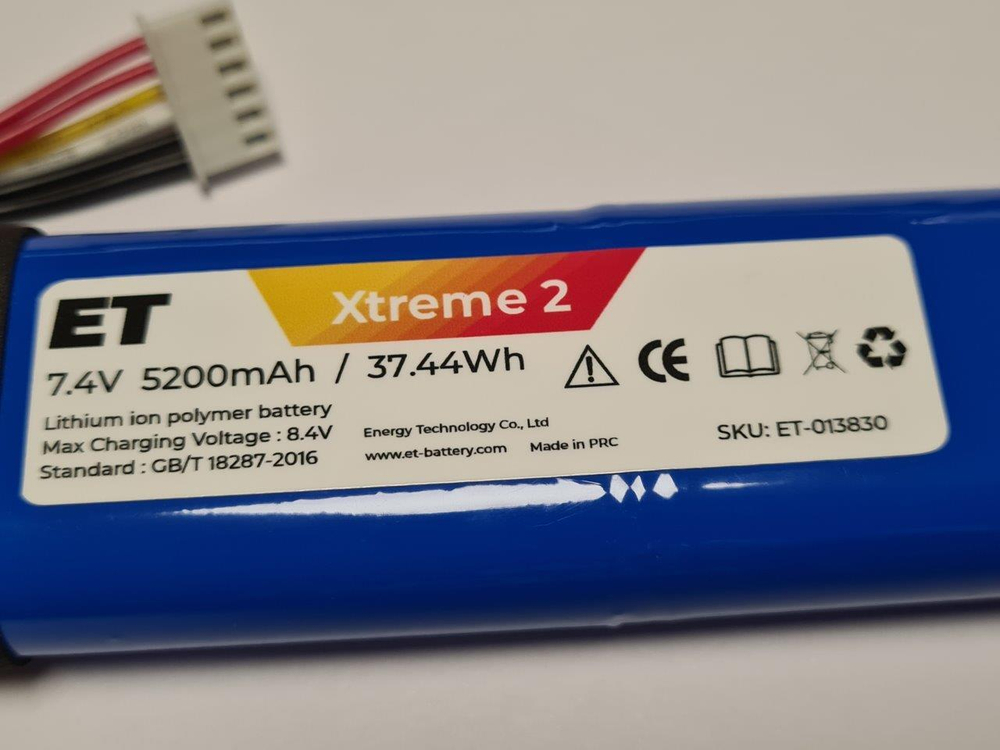 ET
Xtreme 2
7.4V 5200mAh / 37.44Wh
CE
Lithium ion polymer battery
Max Charging Voltage : 8.4V
Standard : GB/T 18287-2016
Energy Technology Co., Ltd
www.et-battery.com Made in PRC
SKU: ET-013830